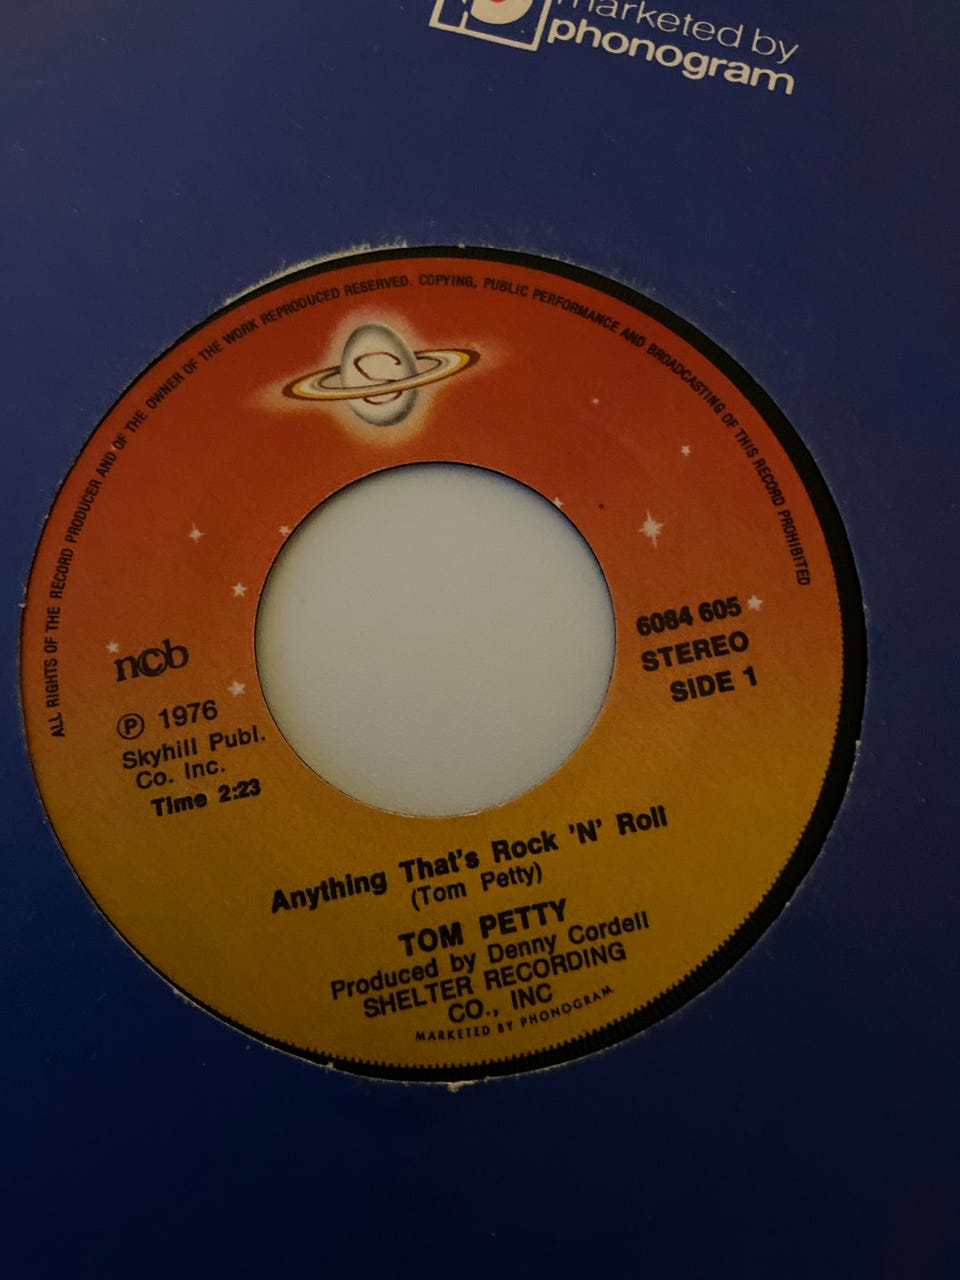 marketed by
phonogram
ALL RIGHTS OF THE RECORD PRODUCER AND OF THE OWNER OF THE WORK REPRODUCED RESERVED. COPYING, PUBLIC PERFORMANCE AND BROADCASTING OF THIS RECORD PROHIBITED
S
ncb
Ⓟ 1976
Skyhill Publ.
Co. Inc.
Time 2:23
6084 605
STEREO
SIDE 1
Anything That's Rock 'N' Roll
(Tom Petty)
TOM PETTY
Produced by Denny Cordell
SHELTER RECORDING
CO., INC
MARKETED BY PHONOGRAM.